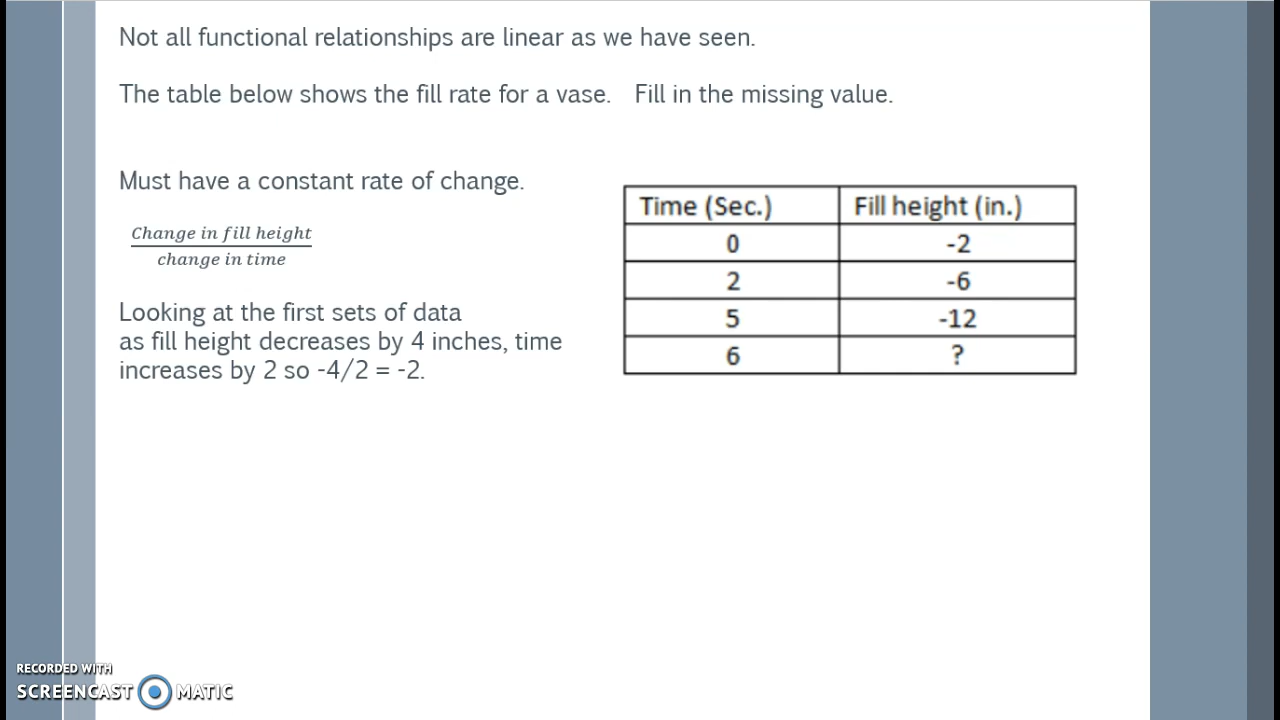 Not all functional relationships are linear as we have seen.
The table below shows the fill rate for a vase. Fill in the missing value.
Must have a constant rate of change.
Change in fill height
change in time
Looking at the first sets of data
as fill height decreases by 4 inches, time
increases by 2 so -4/2 = -2.
Time (Sec.) Fill height (in.)
0 -2
2 -6
5 -12
6 ?
RECORDED WITH
SCREENCAST MATIC